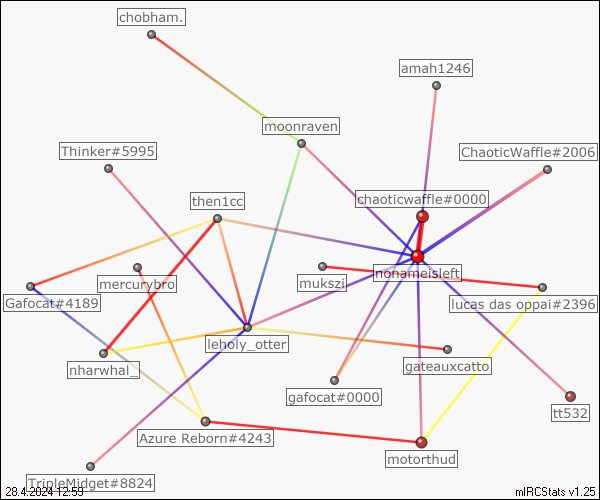 chobham.
amah1246
moonraven
Thinker#5995
ChaoticWaffle#2006
then1cc
chaoticwaffle#0000
nonameisleft
mercurybro
mukszi
Gafocat#4189
lucas das oppai#2396
leholy_otter
nharwhal_
gateauxcatto
gafocat#0000
tt532
Azure Reborn#4243
motorthud
TripleMidget#8824
28.4.2024 12:59
mIRCStats v1.25